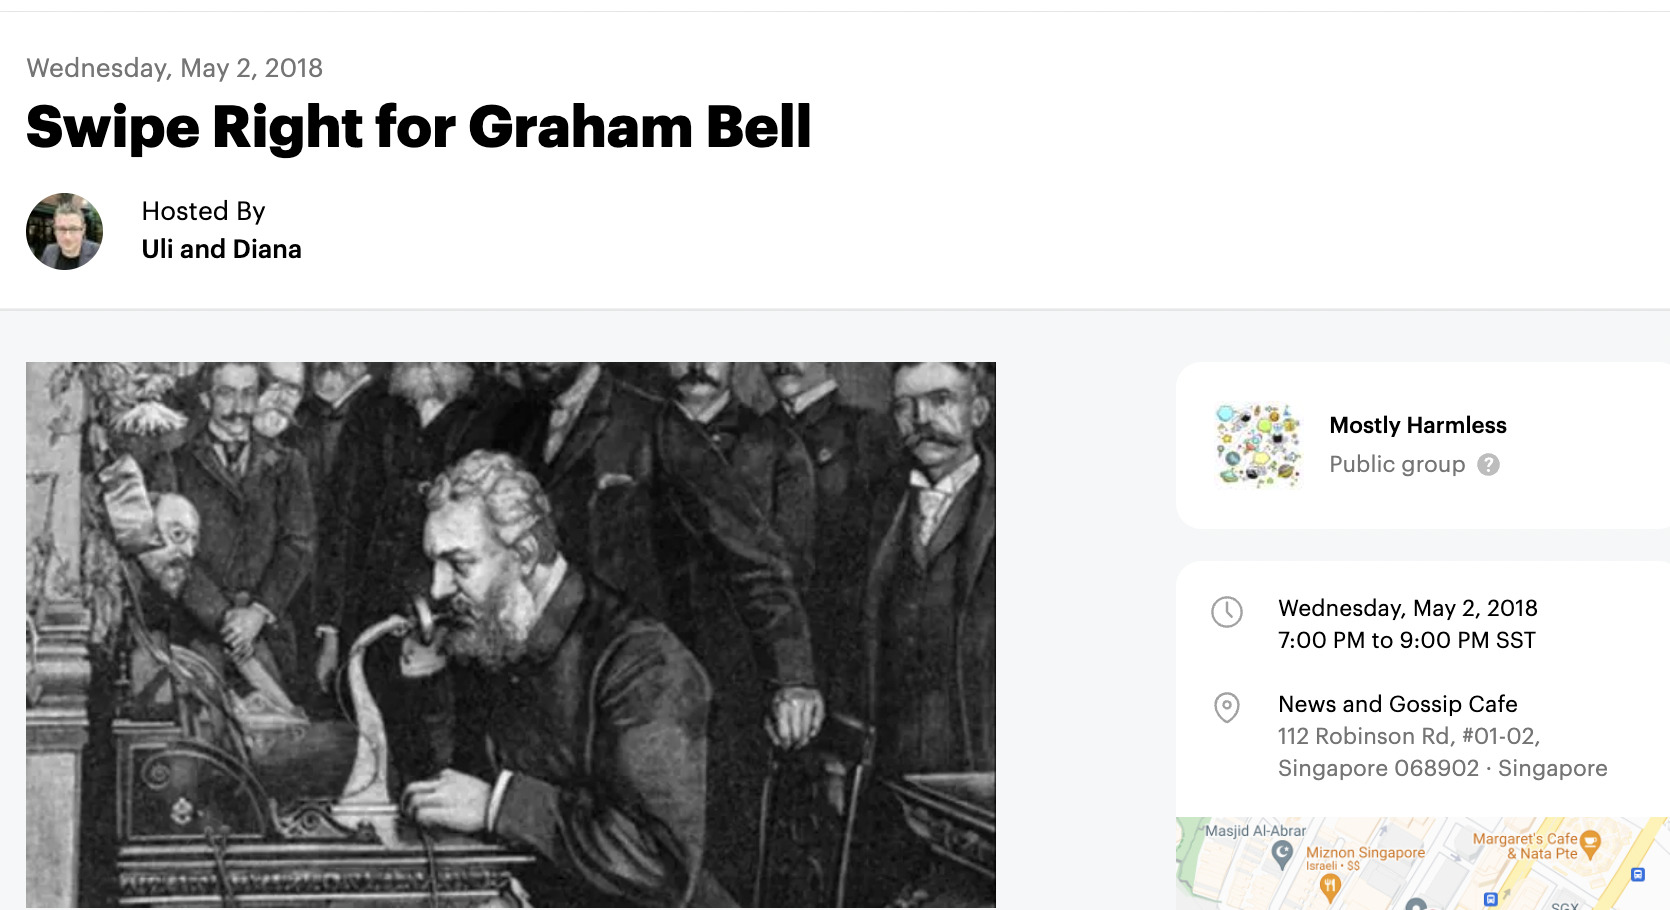 Wednesday, May 2, 2018
Swipe Right for Graham Bell
Hosted By
Uli and Diana
Mostly Harmless
Public group ?
Wednesday, May 2, 2018
7:00 PM to 9:00 PM SST
News and Gossip Cafe
112 Robinson Rd, #01-02,
Singapore 068902 · Singapore
Masjid Al-Abrar
Miznon Singapore
Israeli • $$
Margaret's Cafe
& Nata Pte
SGX